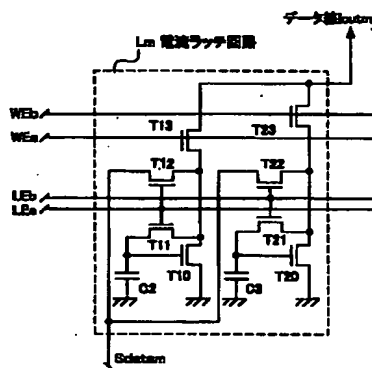 データ線Ioutm
Lm 電流ラッチ回路
WEb
WEa
T13
T23
T12
T22
LEb
LEa
T11
T21
C2
T10
C3
T20
Sdatam